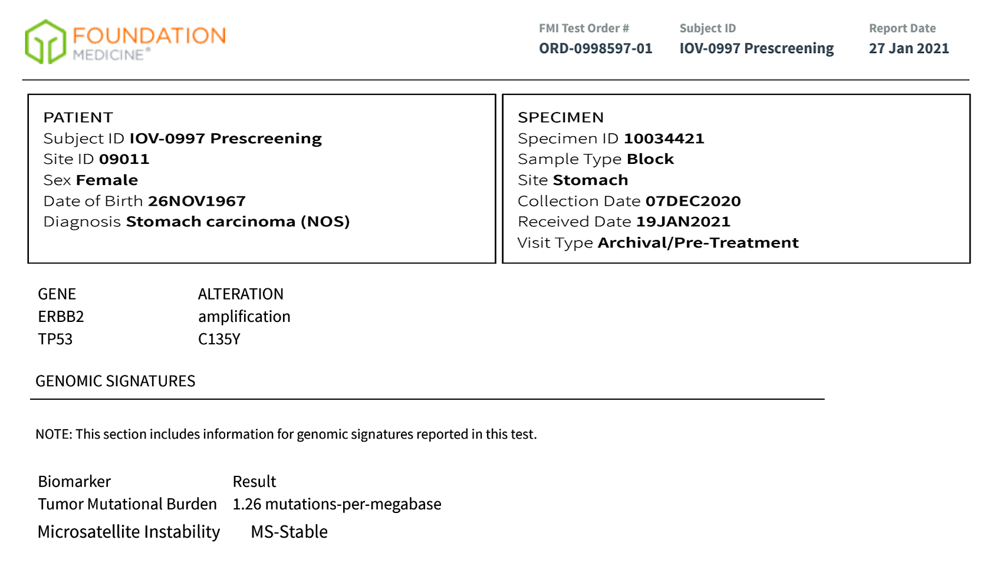 FOUNDATION
MEDICINE®
FMI Test Order # Subject ID Report Date
ORD-0998597-01 IOV-0997 Prescreening 27 Jan 2021
PATIENT
Subject ID IOV-0997 Prescreening
Site ID 09011
Sex Female
Date of Birth 26NOV1967
Diagnosis Stomach carcinoma (NOS)
SPECIMEN
Specimen ID 10034421
Sample Type Block
Site Stomach
Collection Date 07DEC2020
Received Date 19JAN2021
Visit Type Archival/Pre-Treatment
GENE ALTERATION
ERBB2 amplification
TP53 C135Y
GENOMIC SIGNATURES
NOTE: This section includes information for genomic signatures reported in this test.
Biomarker Result
Tumor Mutational Burden 1.26 mutations-per-megabase
Microsatellite Instability MS-Stable